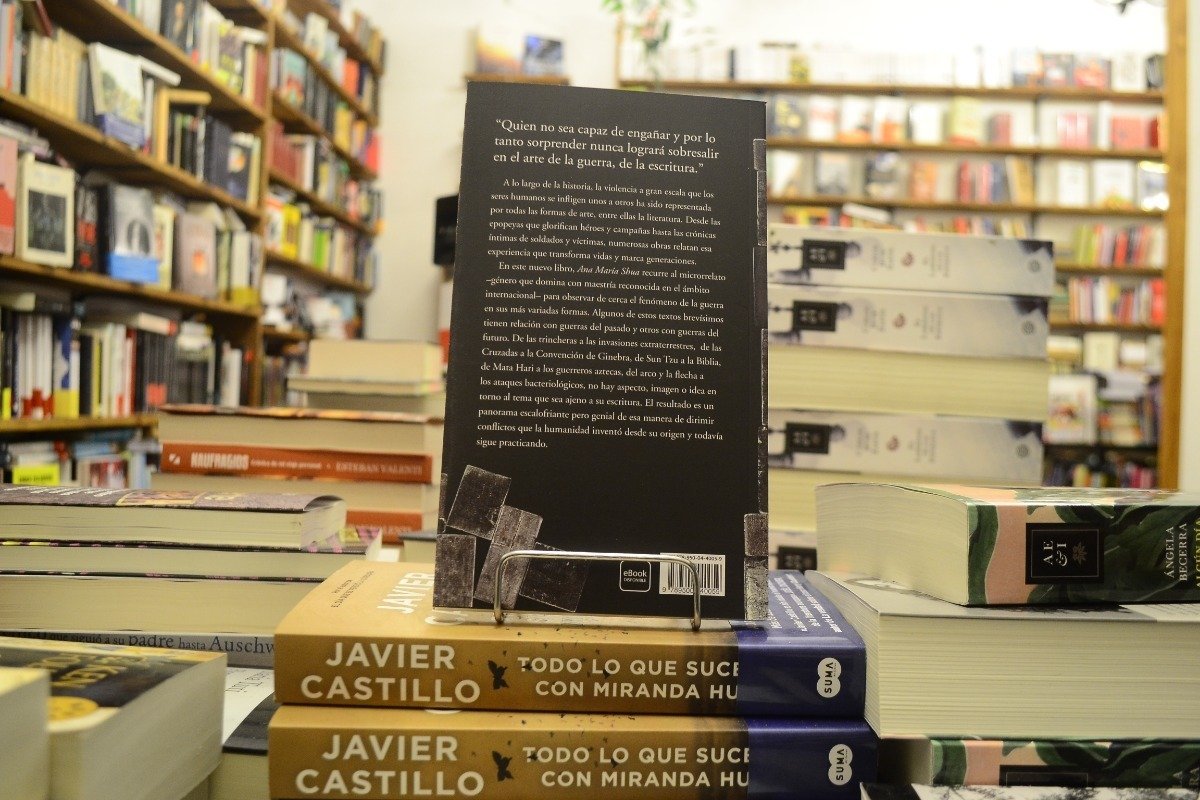 “Quien no sea capaz de engañar y por lo
tanto sorprender nunca logrará sobresalir
en el arte de la guerra, de la escritura.”
A lo largo de la historia, la violencia a gran escala que los
seres humanos se infligen unos a otros ha sido representada
por todas las formas de arte, entre ellas la literatura. Desde las
epopeyas que glorifican héroes y campañas hasta las crónicas
íntimas de soldados y víctimas, numerosas obras relatan esa
experiencia que transforma vidas y marca generaciones.
En este nuevo libro, Ana María Shua recurre al microrrelato
–género que domina con maestría reconocida en el ámbito
internacional– para observar de cerca el fenómeno de la guerra
en sus más variadas formas. Algunos de estos textos brevísimos
tienen relación con guerras del pasado y otros con guerras del
futuro. De las trincheras a las invasiones extraterrestres, de las
Cruzadas a la Convención de Ginebra, de Sun Tzu a la Biblia,
de Mata Hari a los guerreros aztecas, del arco y la flecha a
los ataques bacteriológicos, no hay aspecto, imagen o idea en
torno al tema que sea ajeno a su escritura. El resultado es un
panorama escalofriante pero genial de esa manera de dirimir
conflictos que la humanidad inventó desde su origen y todavía
sigue practicando.
eBook
DISPONIBLE
NAUFRAGIOS
ESTEBAN VALENTI
VALENTI
siguió a su padre hasta Auschw
JAVIER
JAVIER
CASTILLO
TODO LO QUE SUCE
CON MIRANDA HU
SUMA
JAVIER
CASTILLO
TODO LO QUE SUCE
CON MIRANDA HU
SUMA
A E
& I
ÁNGELA
BECERRA